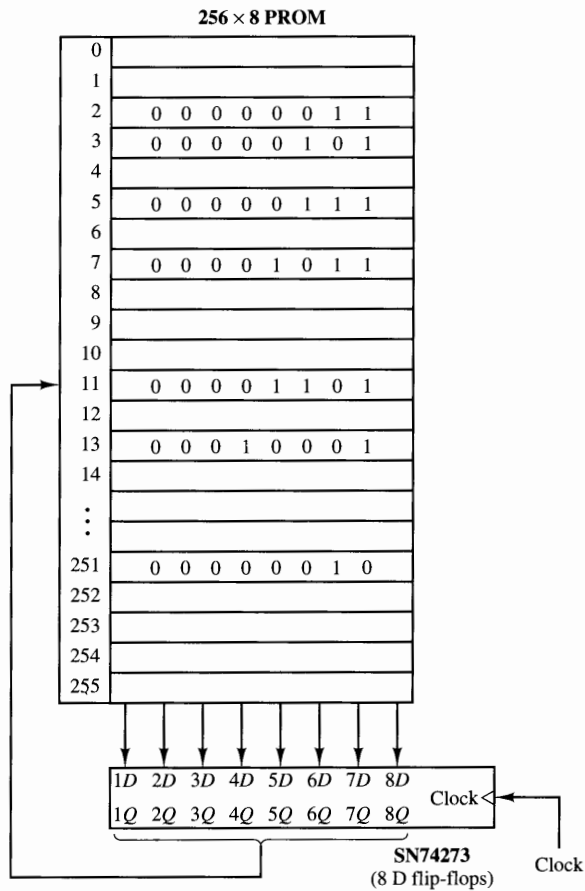 256 × 8 PROM
0
1
2 0 0 0 0 0 0 1 1
3 0 0 0 0 0 1 0 1
4
5 0 0 0 0 0 1 1 1
6
7 0 0 0 0 1 0 1 1
8
9
10
11 0 0 0 0 1 1 0 1
12
13 0 0 0 1 0 0 0 1
14
251 0 0 0 0 0 0 1 0
252
253
254
255
1D 2D 3D 4D 5D 6D 7D 8D
Clock
1Q 2Q 3Q 4Q 5Q 6Q 7Q 8Q
SN74273
(8 D flip-flops)
Clock